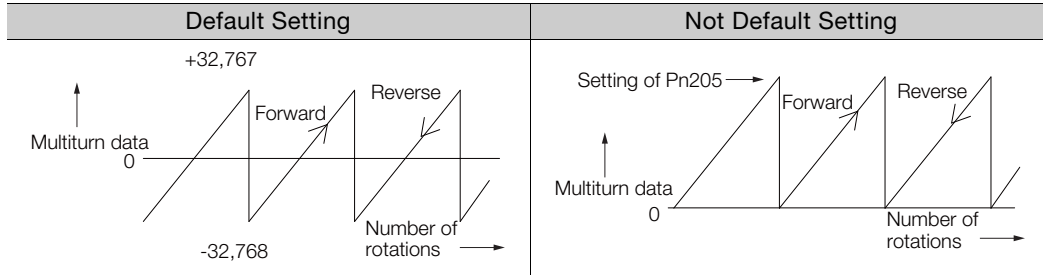 Default Setting
Not Default Setting
+32,767
Forward
Reverse
Multiturn data
0
Number of
rotations
-32,768
Setting of Pn205
Forward
Reverse
Multiturn data
0
Number of
rotations